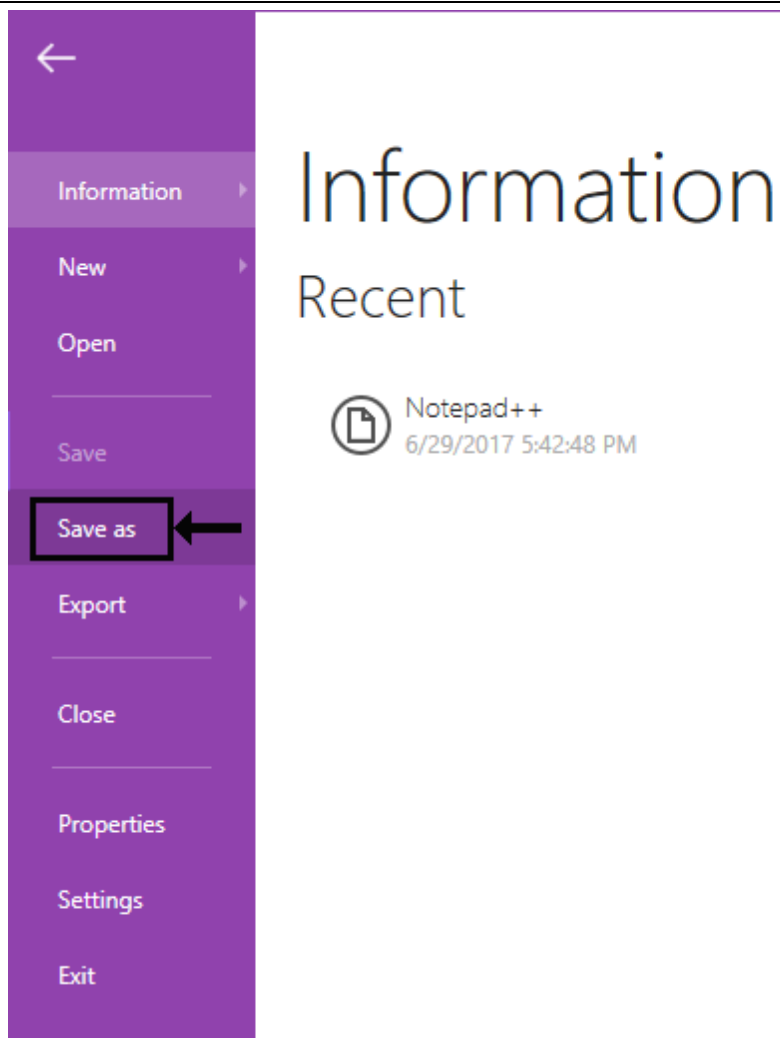 Information
New
Open
Save
Save as
Export
Close
Properties
Settings
Exit
Information
Recent
Notepad++
6/29/2017 5:42:48 PM